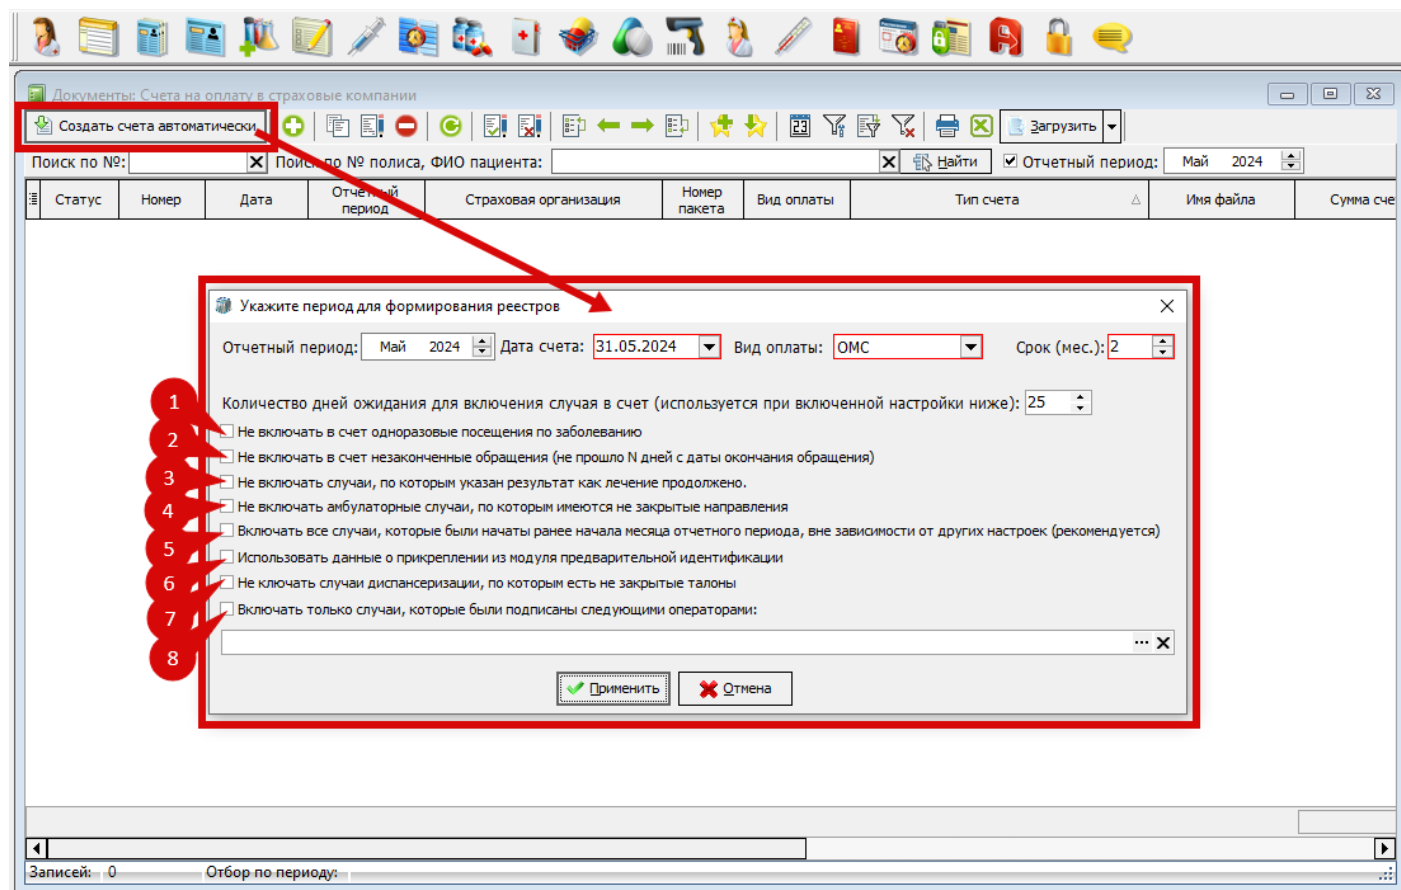 Документы: Счета на оплату в страховые компании
Создать счета автоматически
23
Загрузить
Поиск по №:
Поиск по № полиса, ФИО пациента:
Найти
Отчетный период:
Май 2024
Статус
Номер
Дата
Отчетный период
Страховая организация
Номер пакета
Вид оплаты
Тип счета
Имя файла
Сумма сче
Укажите период для формирования реестров
Отчетный период: Май 2024 Дата счета: 31.05.2024 Вид оплаты: ОМС Срок (мес.): 2
Количество дней ожидания для включения случая в счет (используется при включенной настройки ниже): 25
1
Не включать в счет одноразовые посещения по заболеванию
2
Не включать в счет незаконченные обращения (не прошло N дней с даты окончания обращения)
3
Не включать случаи, по которым указан результат как лечение продолжено.
4
Не включать амбулаторные случаи, по которым имеются не закрытые направления
5
Включать все случаи, которые были начаты ранее начала месяца отчетного периода, вне зависимости от других настроек (рекомендуется)
6
Использовать данные о прикреплении из модуля предварительной идентификации
7
Не ключать случаи диспансеризации, по которым есть не закрытые талоны
8
Включать только случаи, которые были подписаны следующими операторами:
Применить
Отмена
Записей: 0
Отбор по периоду: